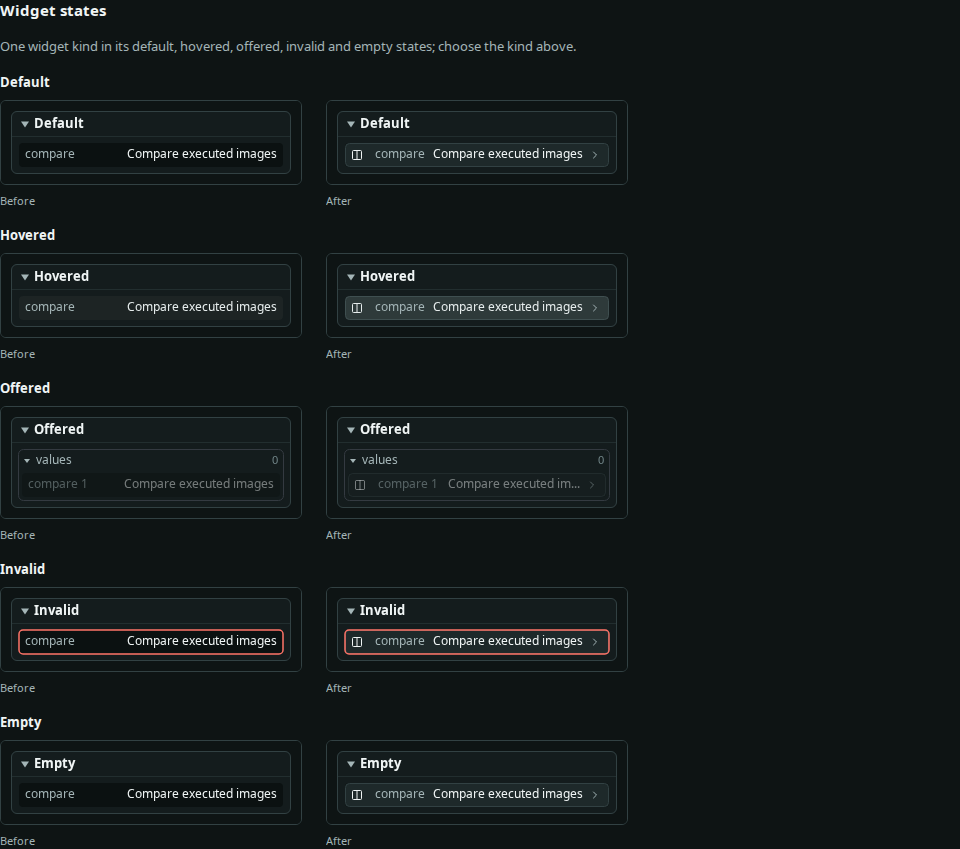 Widget states
One widget kind in its default, hovered, offered, invalid and empty states; choose the kind above.
Default
Default
compare Compare executed images
Before
Default
compare Compare executed images
After
Hovered
Hovered
compare Compare executed images
Before
Hovered
compare Compare executed images
After
Offered
Offered
values 0
compare 1 Compare executed images
Before
Offered
values 0
compare 1 Compare executed im...
After
Invalid
Invalid
compare Compare executed images
Before
Invalid
compare Compare executed images
After
Empty
Empty
compare Compare executed images
Before
Empty
compare Compare executed images
After